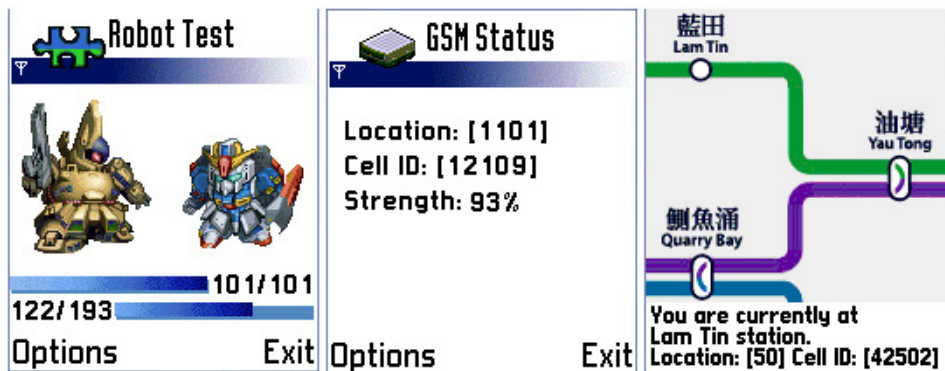 Robot Test
101/101
122/193
Options Exit
GSM Status
Location: [1101]
Cell ID: [12109]
Strength: 93%
Options Exit
藍田
Lam Tin
油塘
Yau Tong
鰂魚涌
Quarry Bay
You are currently at
Lam Tin station.
Location: [50] Cell ID: [42502]